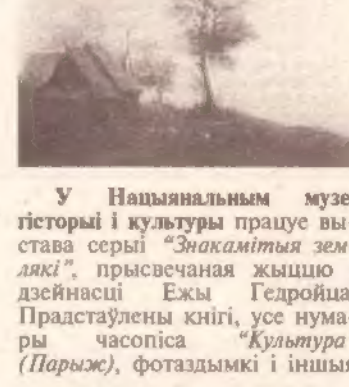 У Нацыянальным музе
гісторыі і культуры працуе вы-
става серыі "Знакамітыя зем-
лякі", прысвечаная жыццю
дзейнасці Ежы Гедройца
Прадстаўлены кнігі, усе нума-
ры часопіса "Культура
(Парыж), фотаздымкі і іншыя